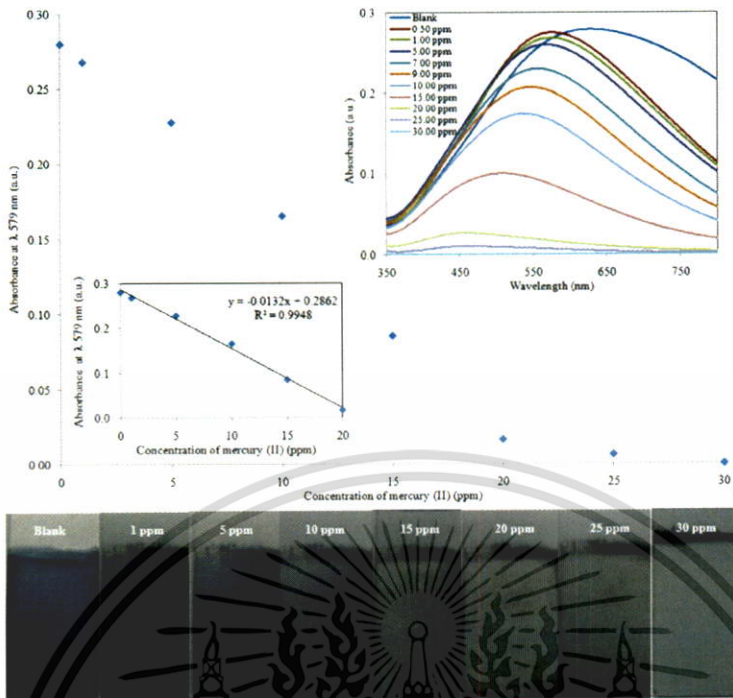 0.30
0.25
0.20
0.15
0.10
0.05
0.00
Absorbance at λ 579 nm (a.u.)
0 5 10 15 20 25 30
Concentration of mercury (II) (ppm)
0.3
0.2
0.1
0.0
Absorbance (a.u.)
Blank
0.50 ppm
1.00 ppm
5.00 ppm
7.00 ppm
9.00 ppm
10.00 ppm
15.00 ppm
20.00 ppm
25.00 ppm
30.00 ppm
350 450 550 650 750
Wavelength (nm)
0.3
0.2
0.1
0.0
Absorbance at λ 579 nm (a.u.)
y = -0.0132x + 0.2862
R² = 0.9948
0 5 10 15 20
Concentration of mercury (II) (ppm)
Blank 1 ppm 5 ppm 10 ppm 15 ppm 20 ppm 25 ppm 30 ppm